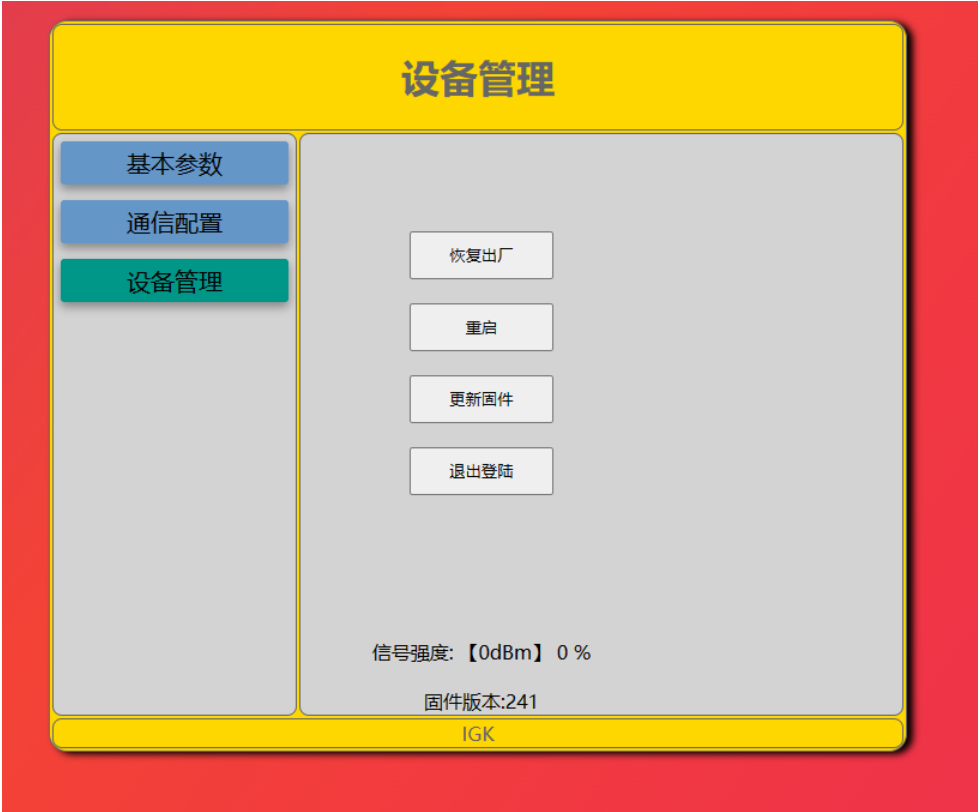 设备管理
基本参数
通信配置
设备管理
恢复出厂
重启
更新固件
退出登陆
信号强度:【0dBm】 0 %
固件版本:241
IGK